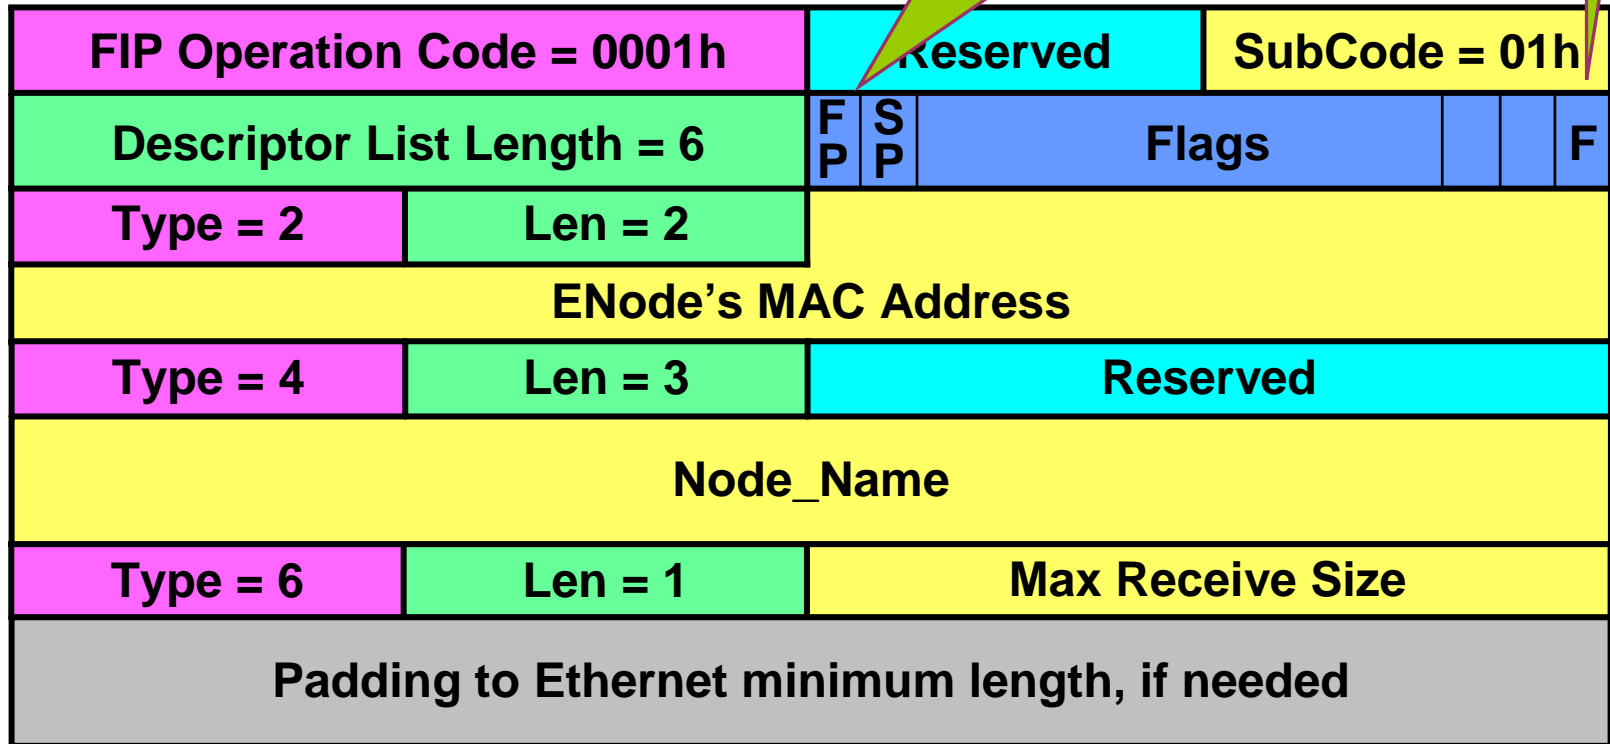 FIP Operation Code = 0001h Reserved SubCode = 01h
Descriptor List Length = 6 FP SP Flags F
Type = 2 Len = 2
ENode's MAC Address
Type = 4 Len = 3 Reserved
Node_Name
Type = 6 Len = 1 Max Receive Size
Padding to Ethernet minimum length, if needed